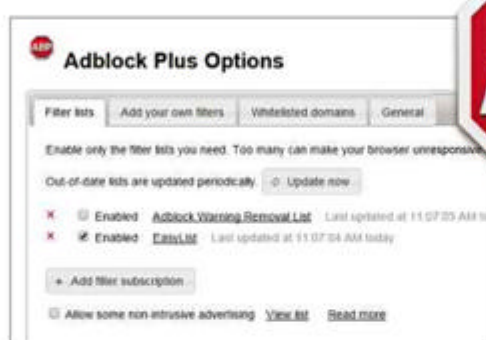 ABP
Adblock Plus Options
Filter lists Add your own filters Whitelisted domains General
Enable only the filter lists you need. Too many can make your browser unresponsive.
Out-of-date lists are updated periodically. Update now
Enabled Adblock Warning Removal List Last updated at 11:07:05 AM
Enabled EasyList Last updated at 11:07:04 AM today
+ Add filter subscription
Allow some non-intrusive advertising View list Read more